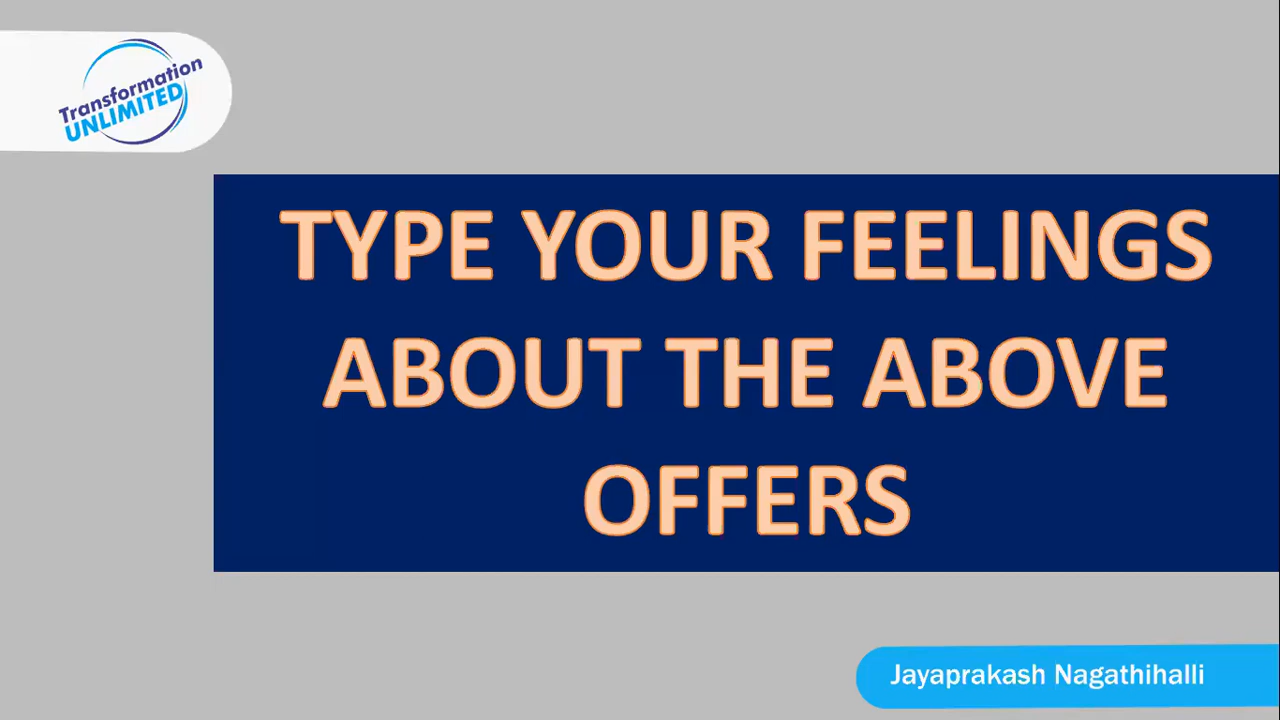 Transformation
UNLIMITED
TYPE YOUR FEELINGS
ABOUT THE ABOVE
OFFERS
Jayaprakash Nagathihalli